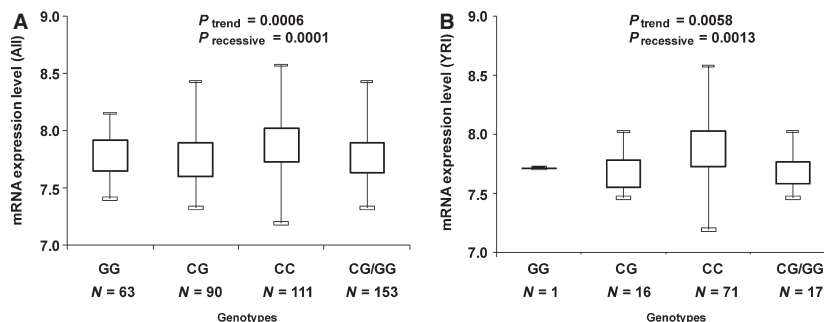 A
P trend = 0.0006
P recessive = 0.0001
mRNA expression level (All)
9.0
8.5
8.0
7.5
7.0
GG CG CC CG/GG
N = 63 N = 90 N = 111 N = 153
Genotypes
B
P trend = 0.0058
P recessive = 0.0013
mRNA expression level (YRI)
9.0
8.5
8.0
7.5
7.0
GG CG CC CG/GG
N = 1 N = 16 N = 71 N = 17
Genotypes